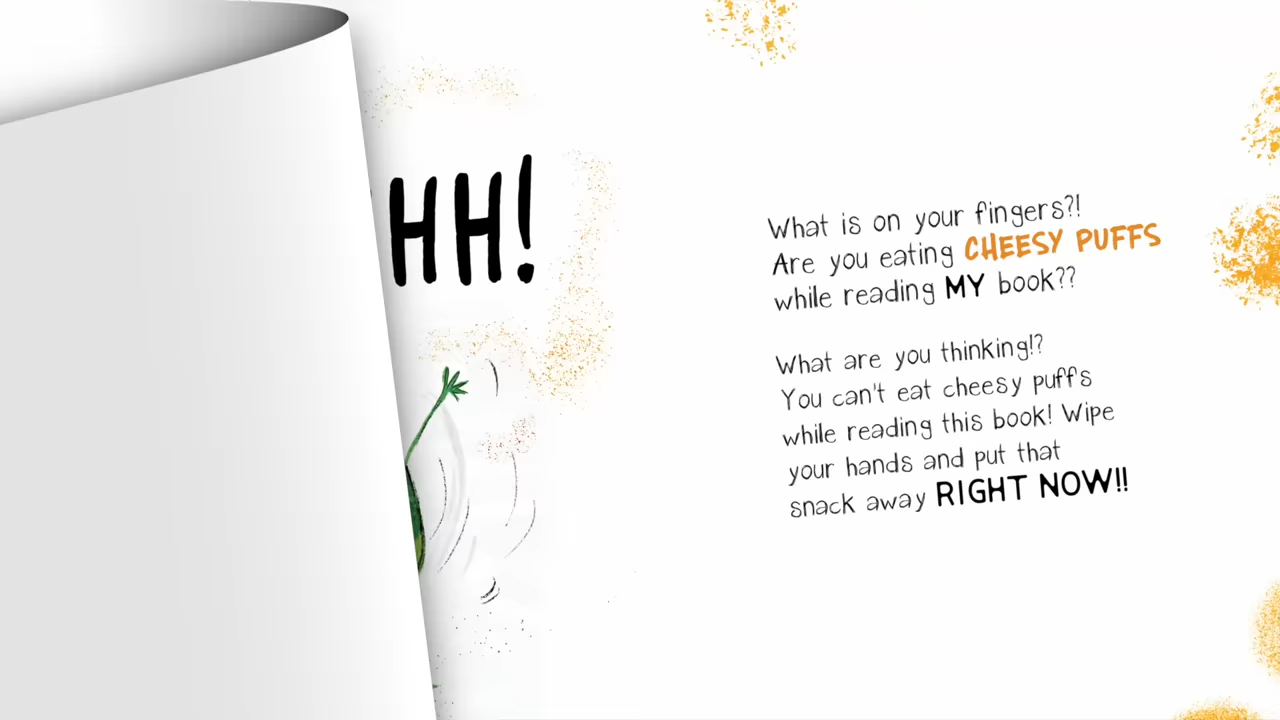 HH!
What is on your fingers?!
Are you eating CHEESY PUFFS
while reading MY book??
What are you thinking!?
You can't eat cheesy puffs
while reading this book! Wipe
your hands and put that
snack away RIGHT NOW!!